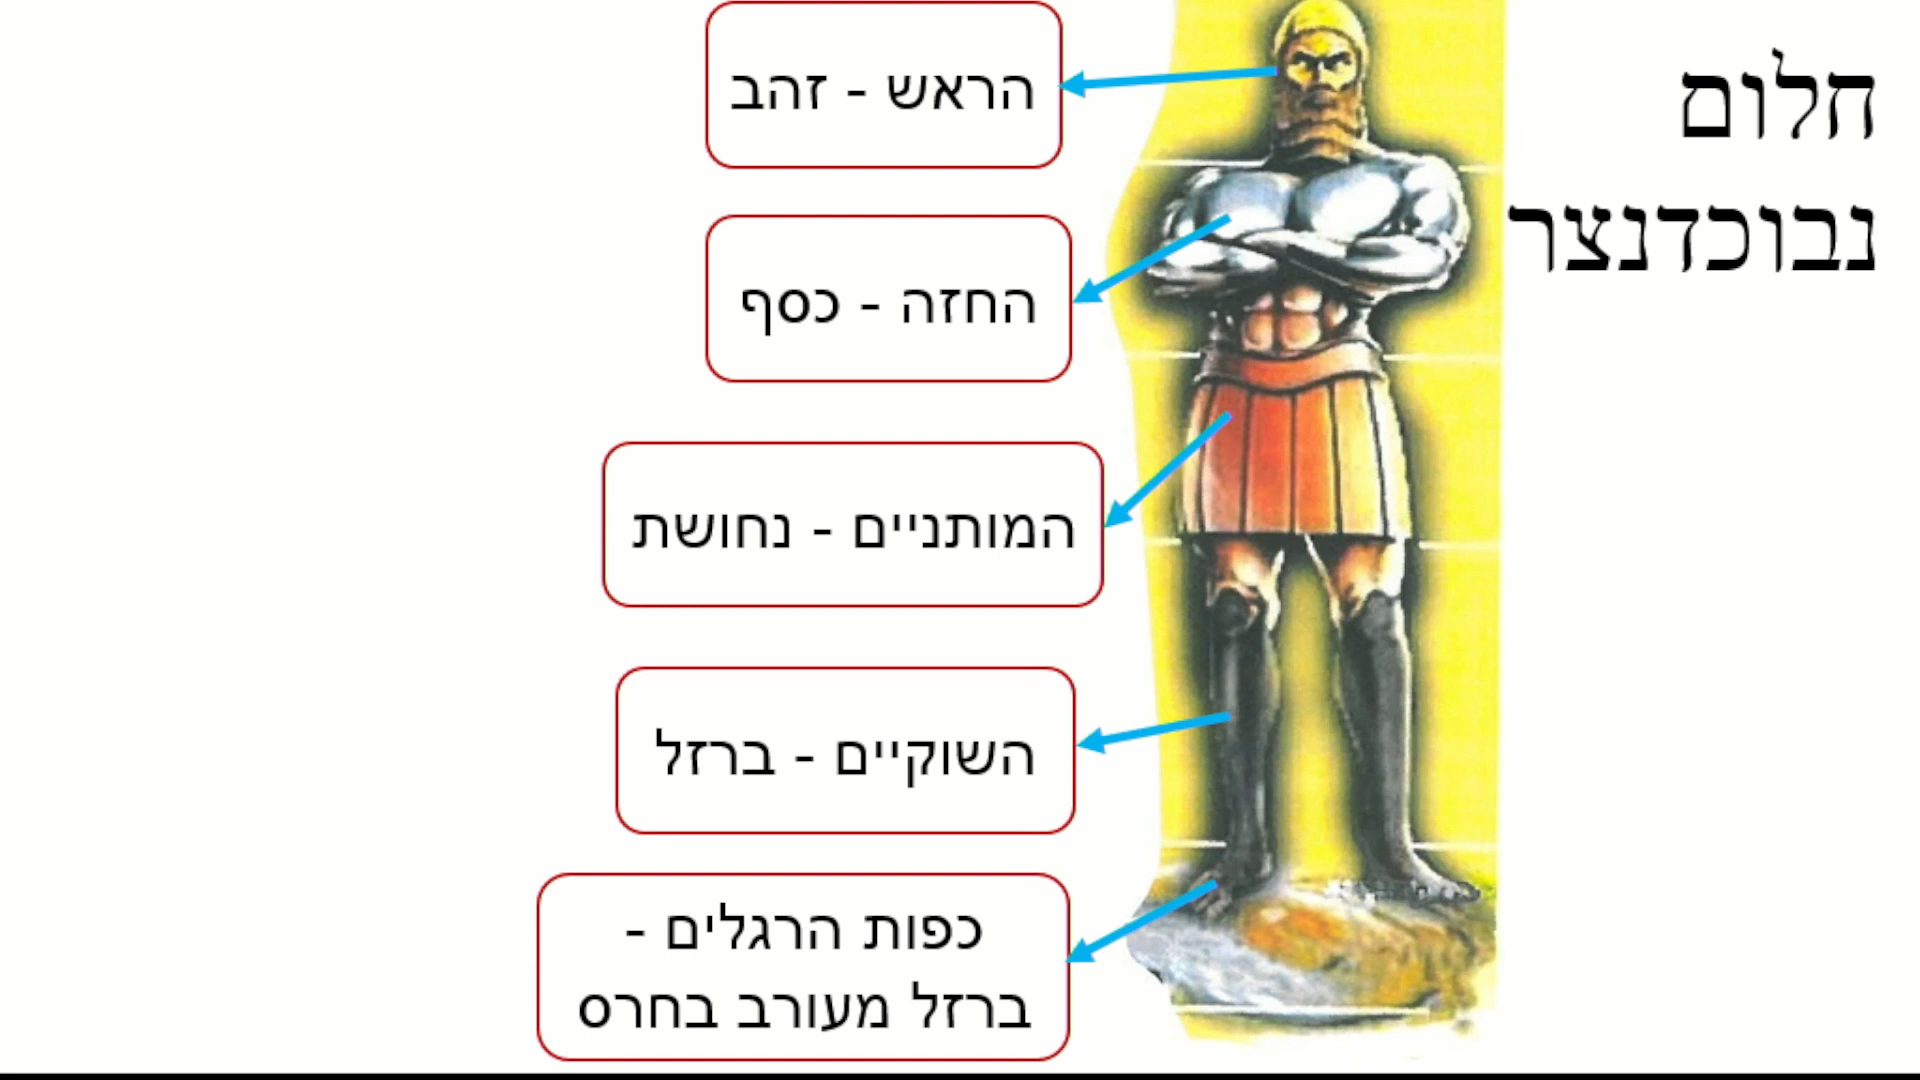 חלום
נבוכדנצר
הראש - זהב
החזה - כסף
המותניים - נחושת
השוקיים - ברזל
כפות הרגלים -
ברזל מעורב בחרס